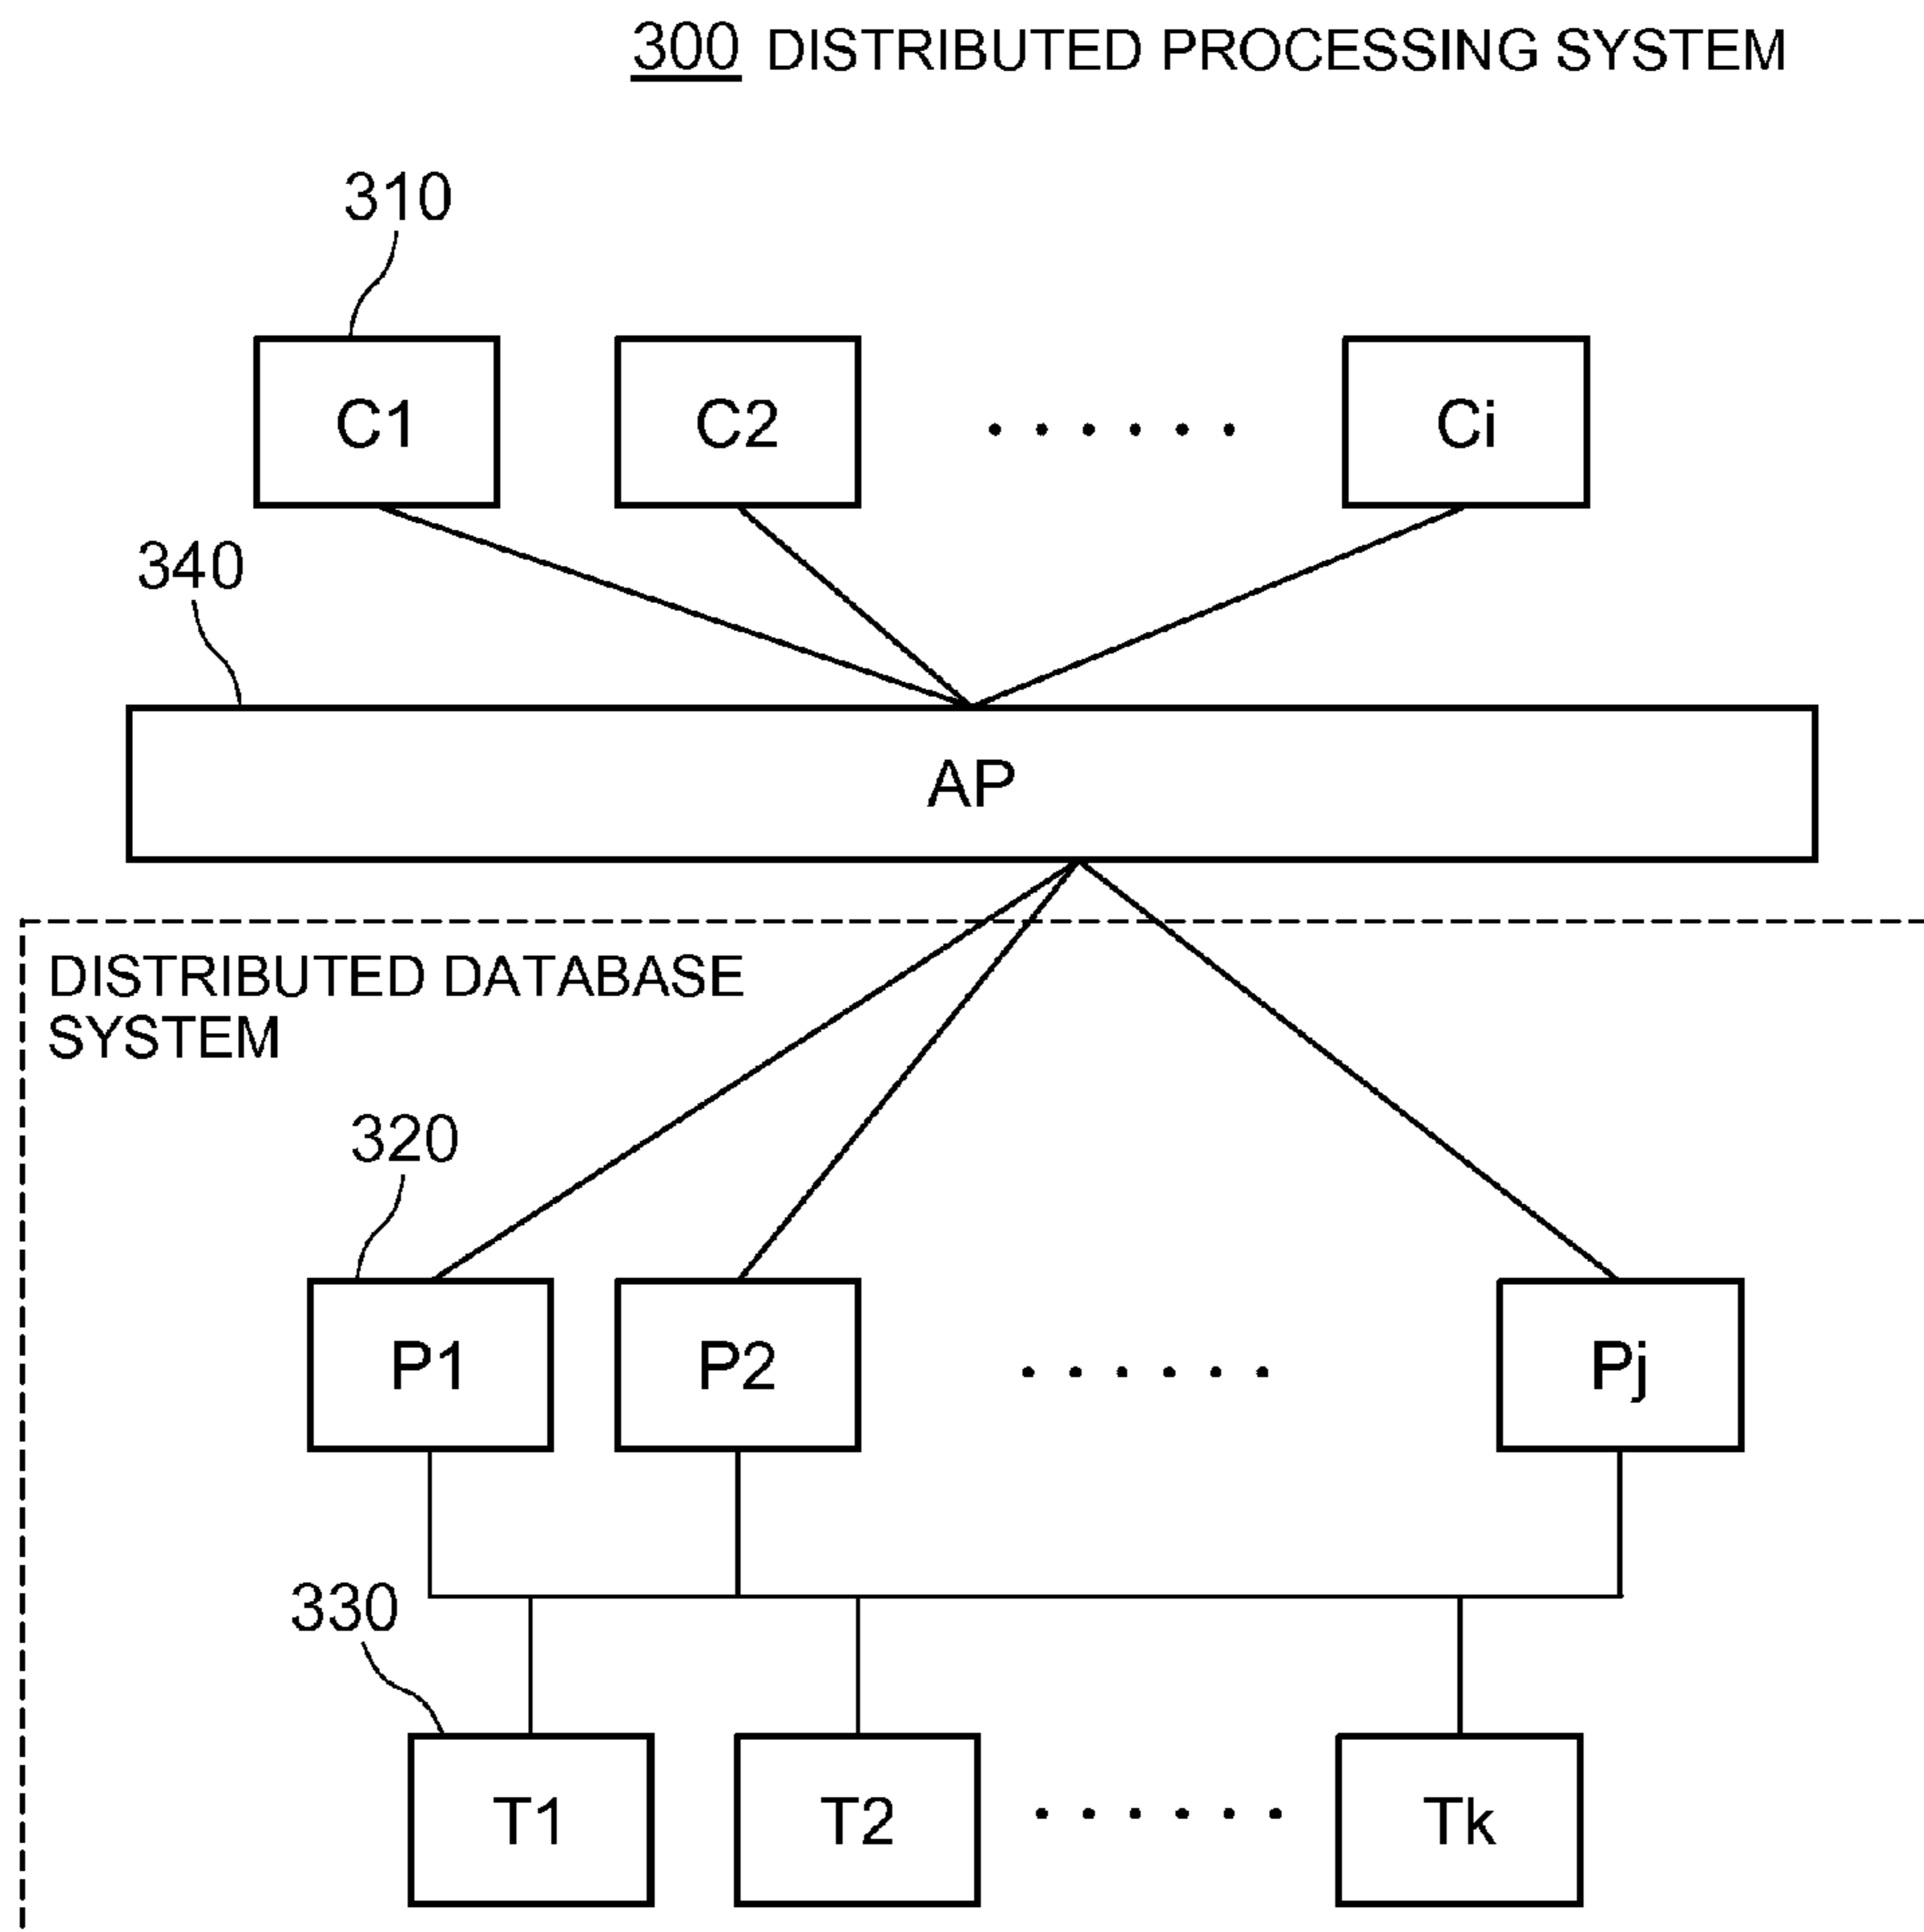 300 DISTRIBUTED PROCESSING SYSTEM
310
C1 C2 ...... Ci
340
AP
DISTRIBUTED DATABASE
SYSTEM
320
P1 P2 ...... Pj
330
T1 T2 ...... Tk